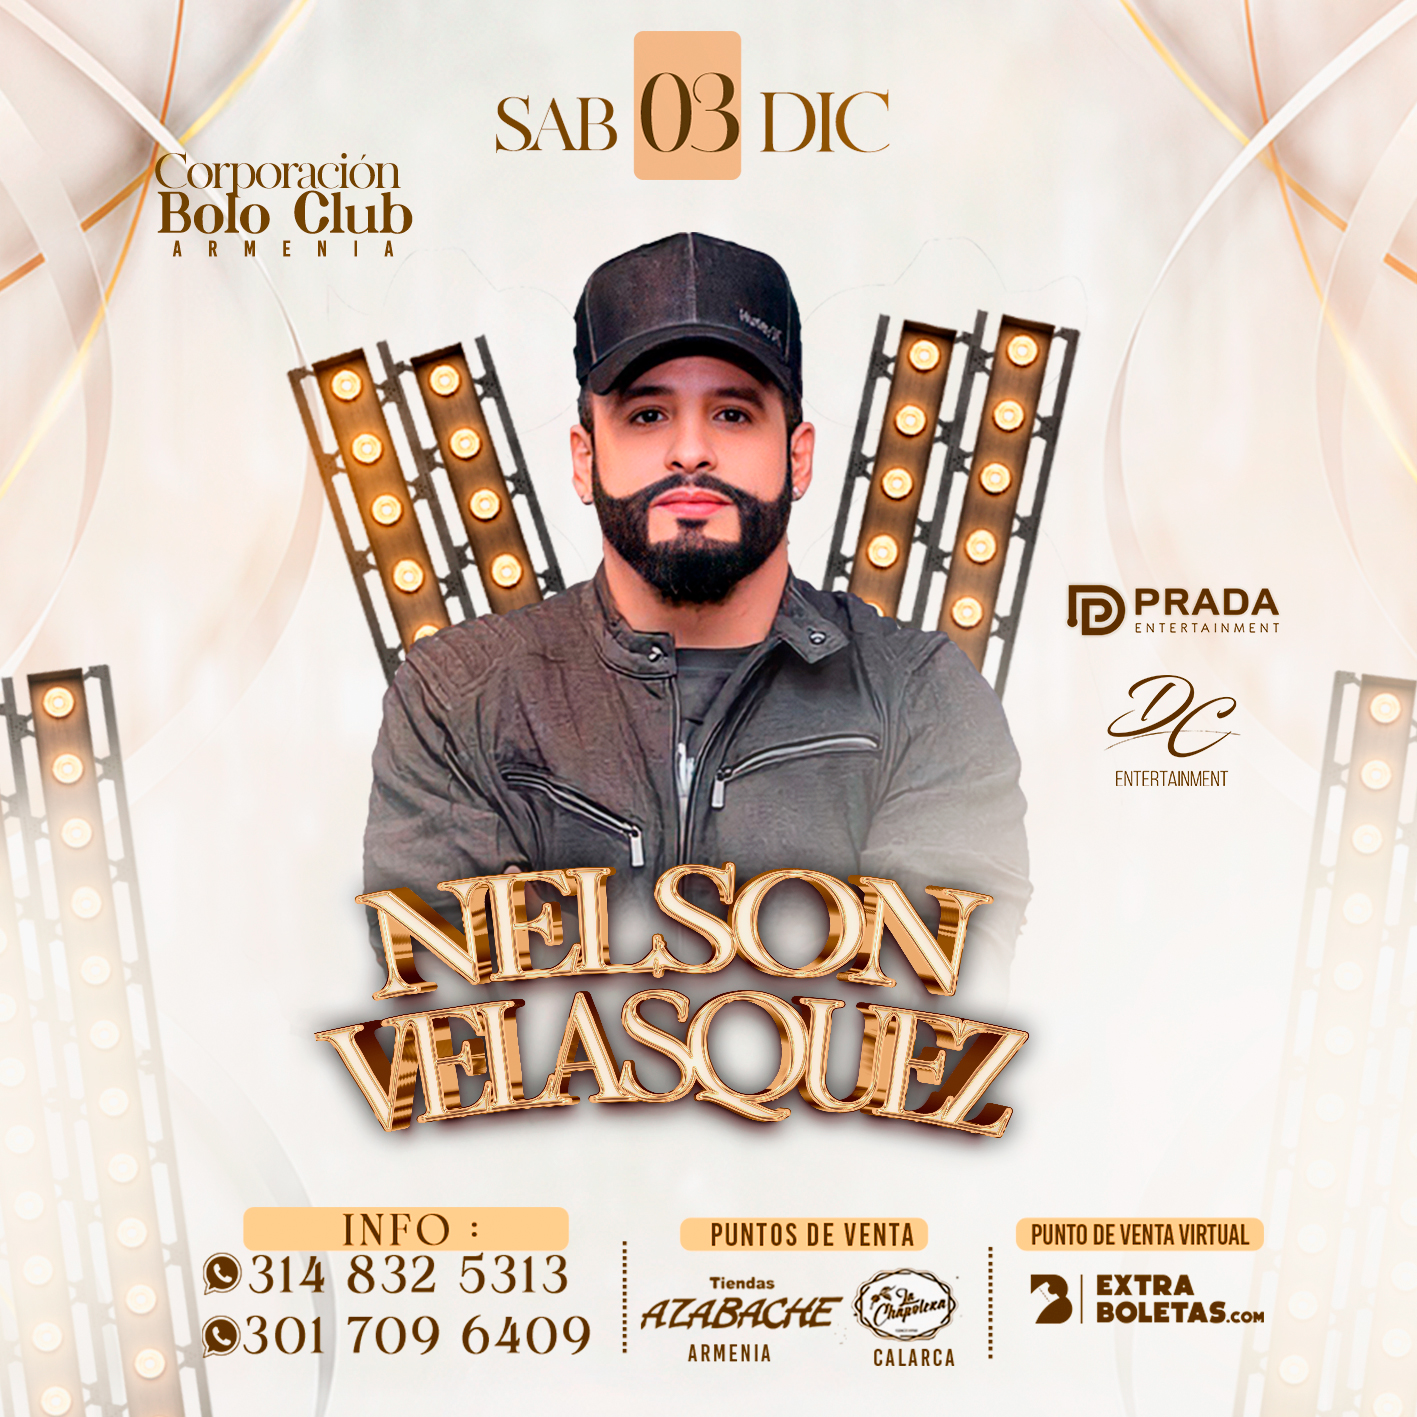 SAB 03 DIC
Corporación
Bolo Club
ARMENIA
PRADA
ENTERTAINMENT
DC
ENTERTAINMENT
NELSON
VELASQUEZ
INFO :
314 832 5313
301 709 6409
PUNTOS DE VENTA
Tiendas
AZABACHE
ARMENIA
La
Chapolera
CALARCA
PUNTO DE VENTA VIRTUAL
EXTRA
BOLETAS.COM